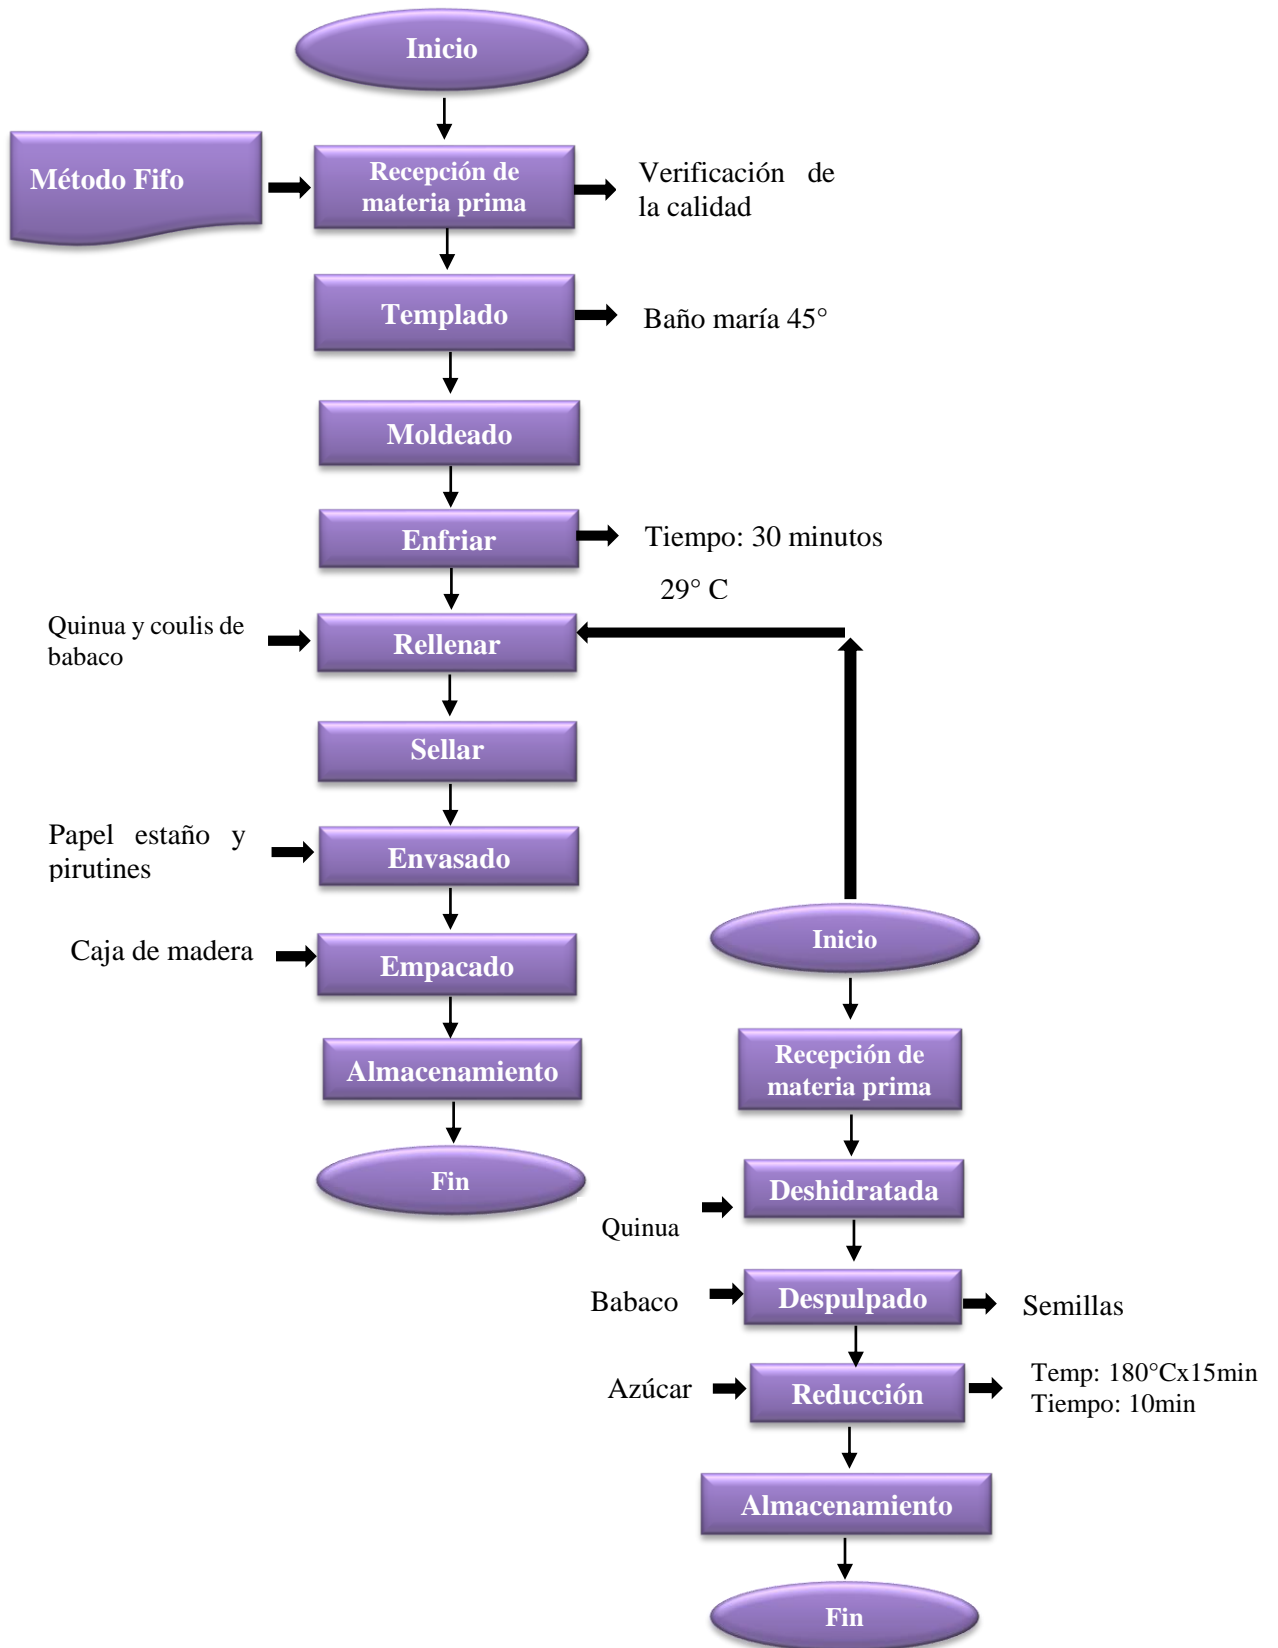 Inicio
Método Fifo
Recepción de
materia prima
Verificación de
la calidad
Templado
Baño maría 45°
Moldeado
Enfriar
Tiempo: 30 minutos
29° C
Quinua y coulis de
babaco
Rellenar
Sellar
Papel estaño y
pirutines
Envasado
Caja de madera
Empacado
Almacenamiento
Fin
Inicio
Recepción de
materia prima
Deshidratada
Quinua
Babaco
Despulpado
Semillas
Azúcar
Reducción
Temp: 180°Cx15min
Tiempo: 10min
Almacenamiento
Fin